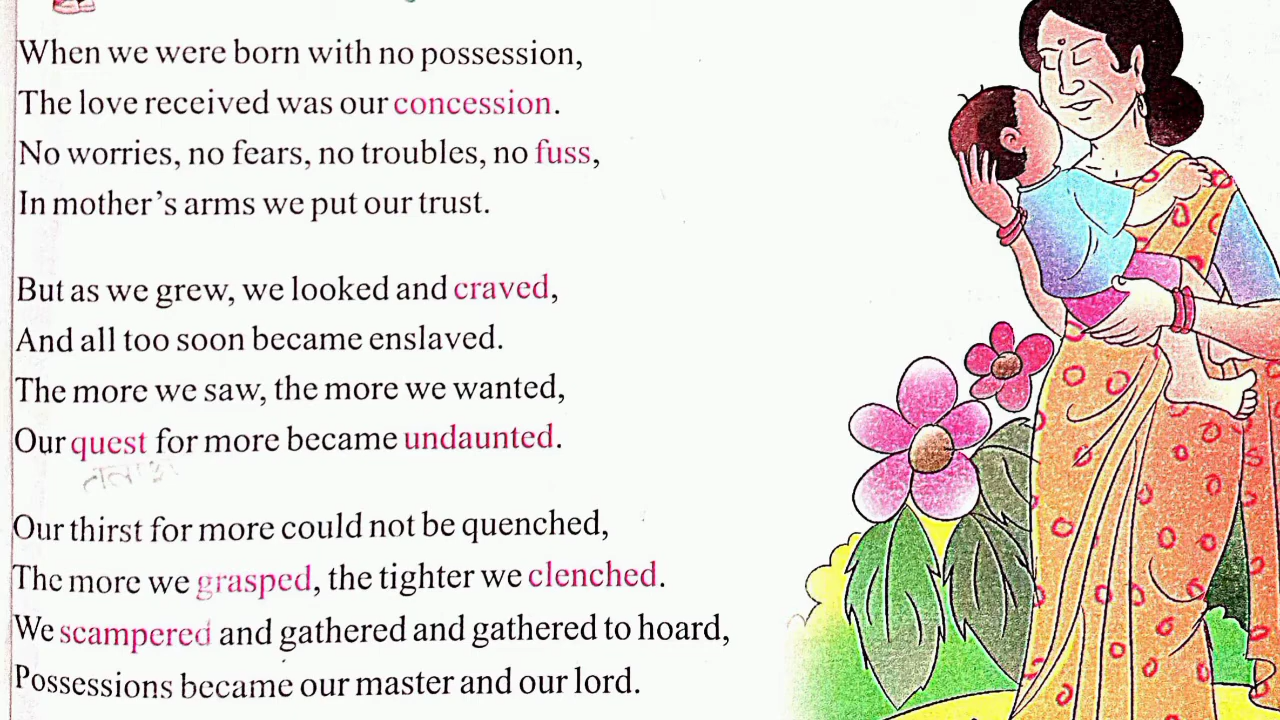 When we were born with no possession,
The love received was our concession.
No worries, no fears, no troubles, no fuss,
In mother's arms we put our trust.
But as we grew, we looked and craved,
And all too soon became enslaved.
The more we saw, the more we wanted,
Our quest for more became undaunted.
Our thirst for more could not be quenched,
The more we grasped, the tighter we clenched.
We scampered and gathered and gathered to hoard,
Possessions became our master and our lord.